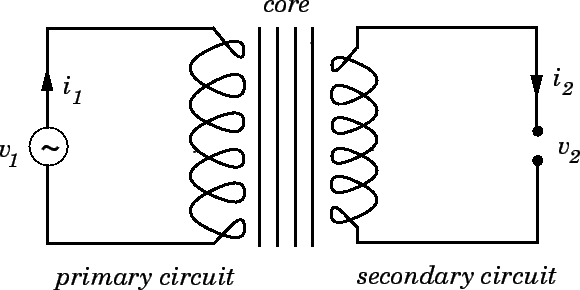 core
i1
i2
v1
~
v2
primary circuit
secondary circuit